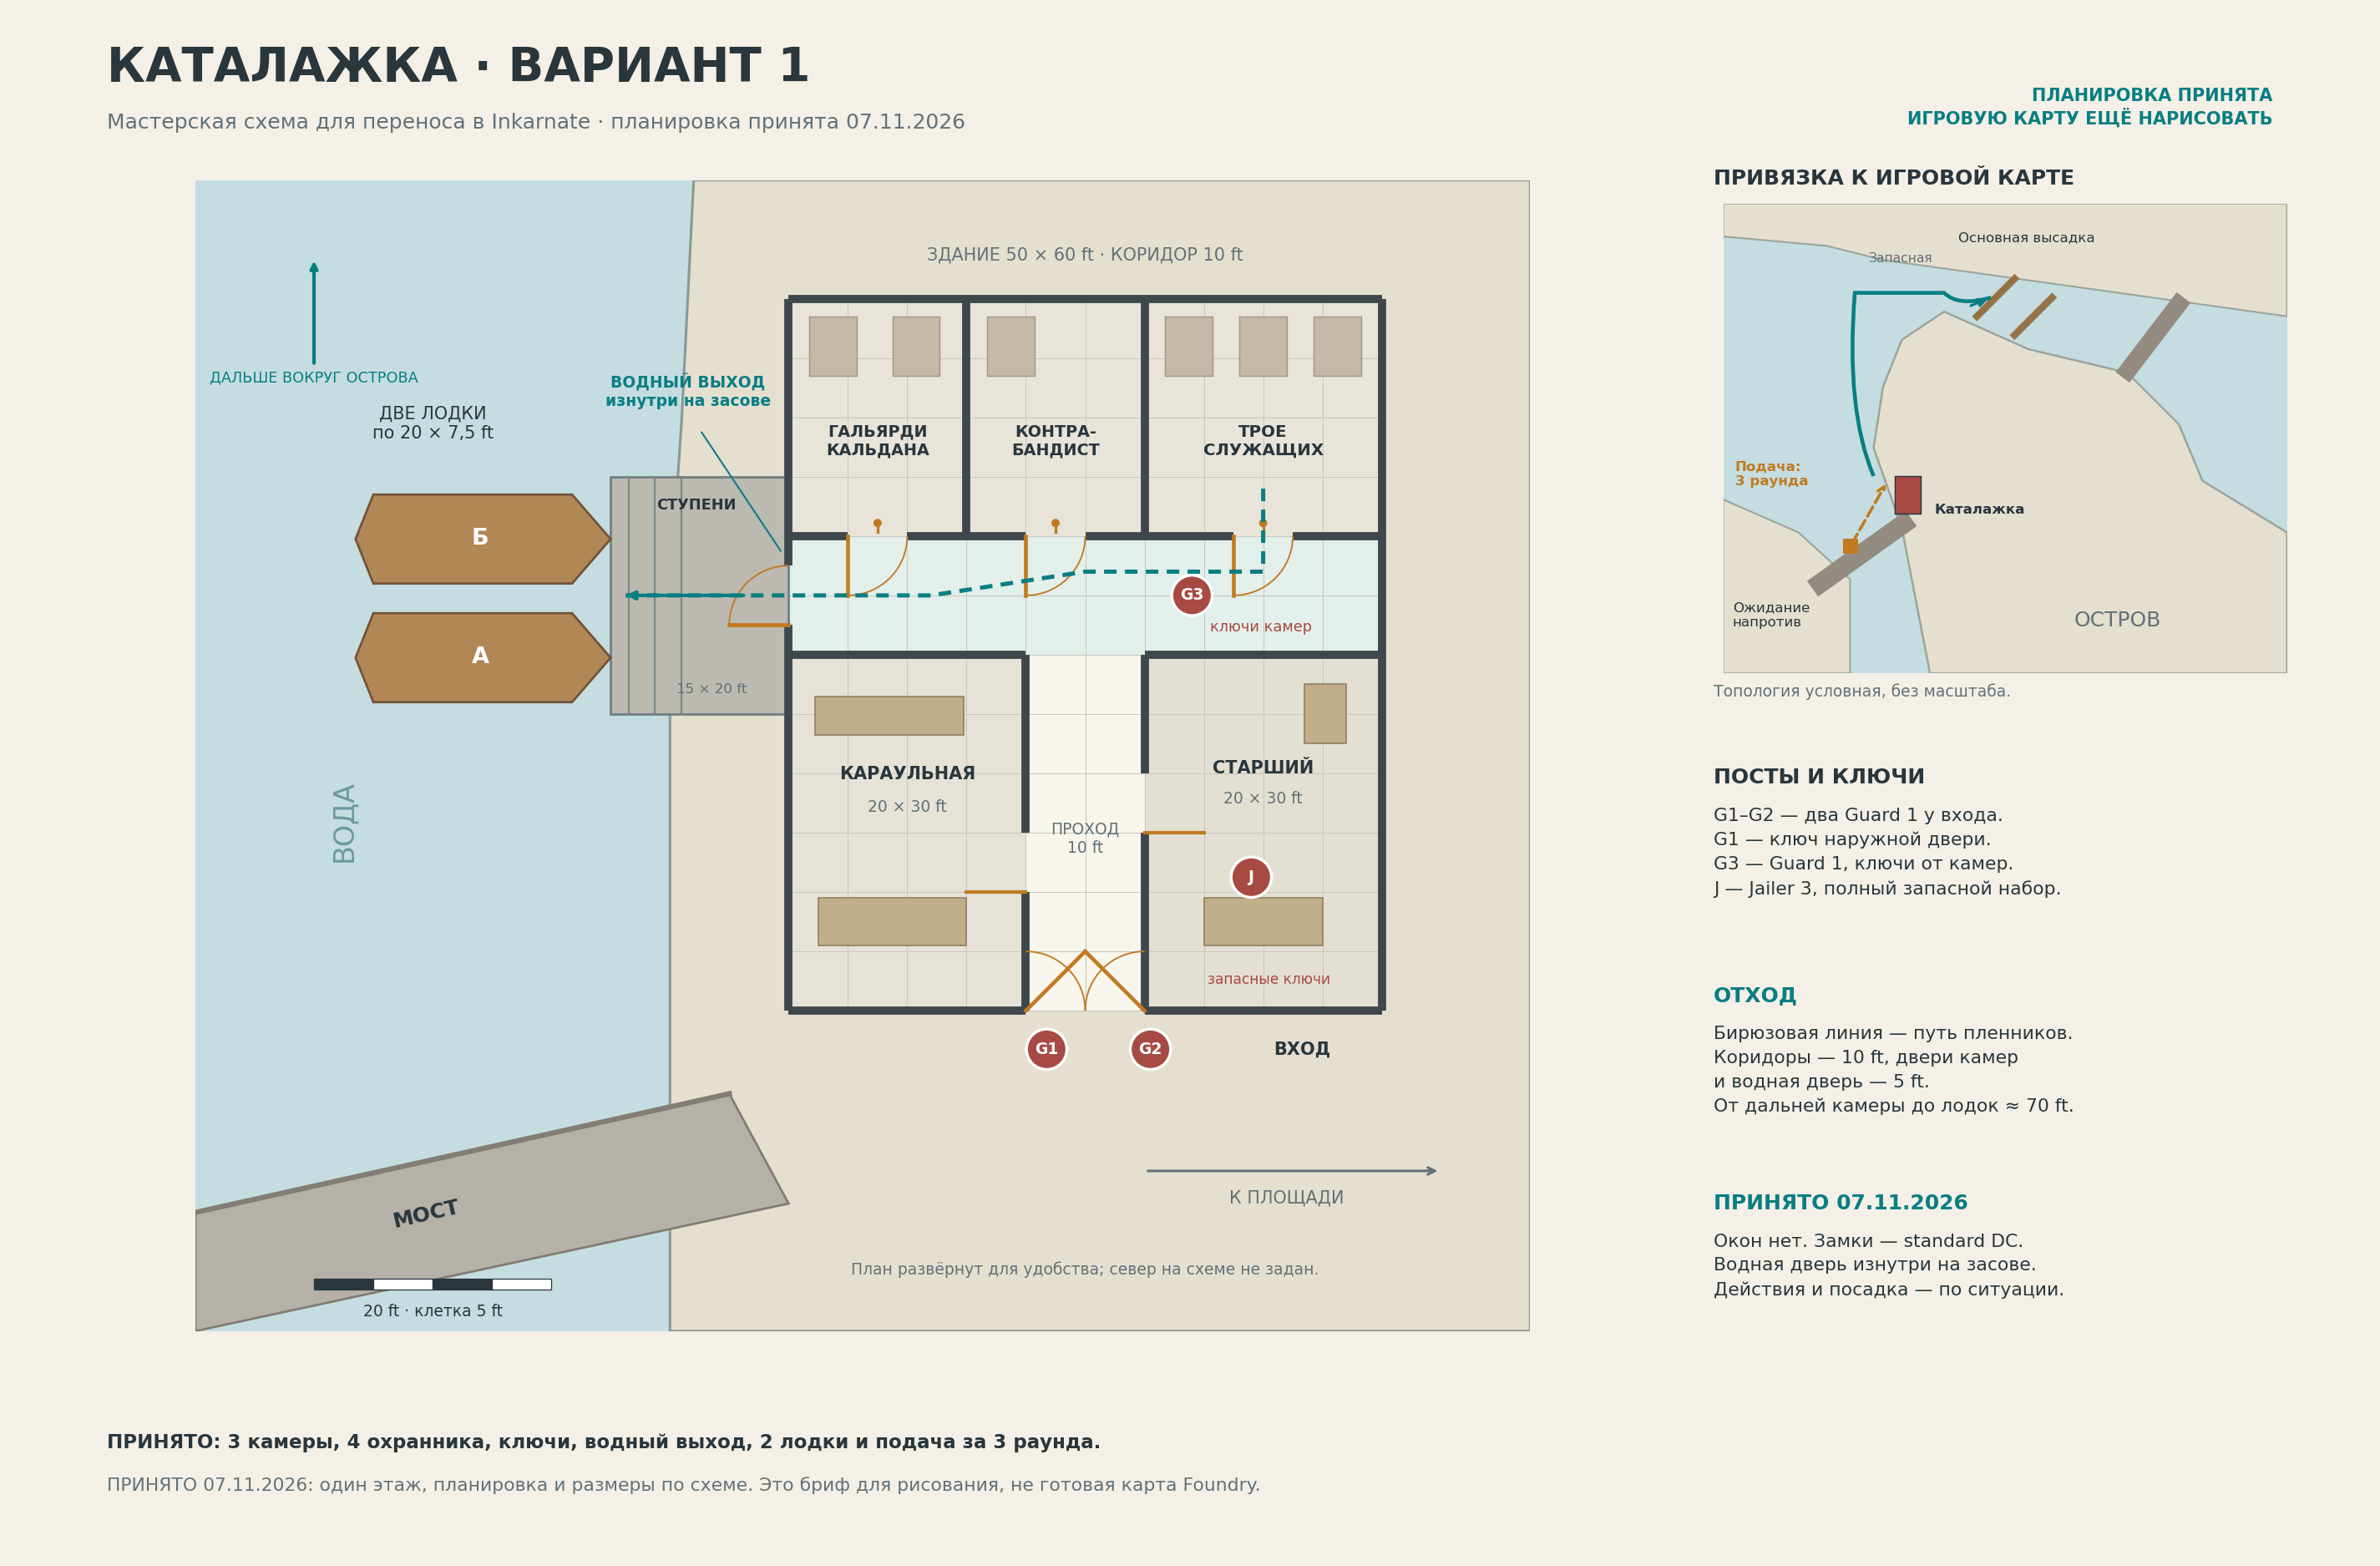 КАТАЛАЖКА · ВАРИАНТ 1
Мастерская схема для переноса в Inkarnate · планировка принята 07.11.2026
ПЛАНИРОВКА ПРИНЯТА
ИГРОВУЮ КАРТУ ЕЩЁ НАРИСОВАТЬ
ЗДАНИЕ 50 × 60 ft · КОРИДОР 10 ft
ДАЛЬШЕ ВОКРУГ ОСТРОВА
ДВЕ ЛОДКИ
по 20 × 7,5 ft
ВОДНЫЙ ВЫХОД
изнутри на засове
ГАЛЬЯРДИ
КАЛЬДАНА
КОНТРА-
БАНДИСТ
ТРОЕ
СЛУЖАЩИХ
СТУПЕНИ
Б
А
15 × 20 ft
G3
ключи камер
КАРАУЛЬНАЯ
20 × 30 ft
ПРОХОД
10 ft
СТАРШИЙ
20 × 30 ft
J
запасные ключи
ВОДА
G1
G2
ВХОД
МОСТ
К ПЛОЩАДИ
План развёрнут для удобства; север на схеме не задан.
20 ft · клетка 5 ft
ПРИВЯЗКА К ИГРОВОЙ КАРТЕ
Основная высадка
Запасная
Подача:
3 раунда
Каталажка
Ожидание
напротив
ОСТРОВ
Топология условная, без масштаба.
ПОСТЫ И КЛЮЧИ
G1–G2 — два Guard 1 у входа.
G1 — ключ наружной двери.
G3 — Guard 1, ключи от камер.
J — Jailer 3, полный запасной набор.
ОТХОД
Бирюзовая линия — путь пленников.
Коридоры — 10 ft, двери камер
и водная дверь — 5 ft.
От дальней камеры до лодок ≈ 70 ft.
ПРИНЯТО 07.11.2026
Окон нет. Замки — standard DC.
Водная дверь изнутри на засове.
Действия и посадка — по ситуации.
ПРИНЯТО: 3 камеры, 4 охранника, ключи, водный выход, 2 лодки и подача за 3 раунда.
ПРИНЯТО 07.11.2026: один этаж, планировка и размеры по схеме. Это бриф для рисования, не готовая карта Foundry.